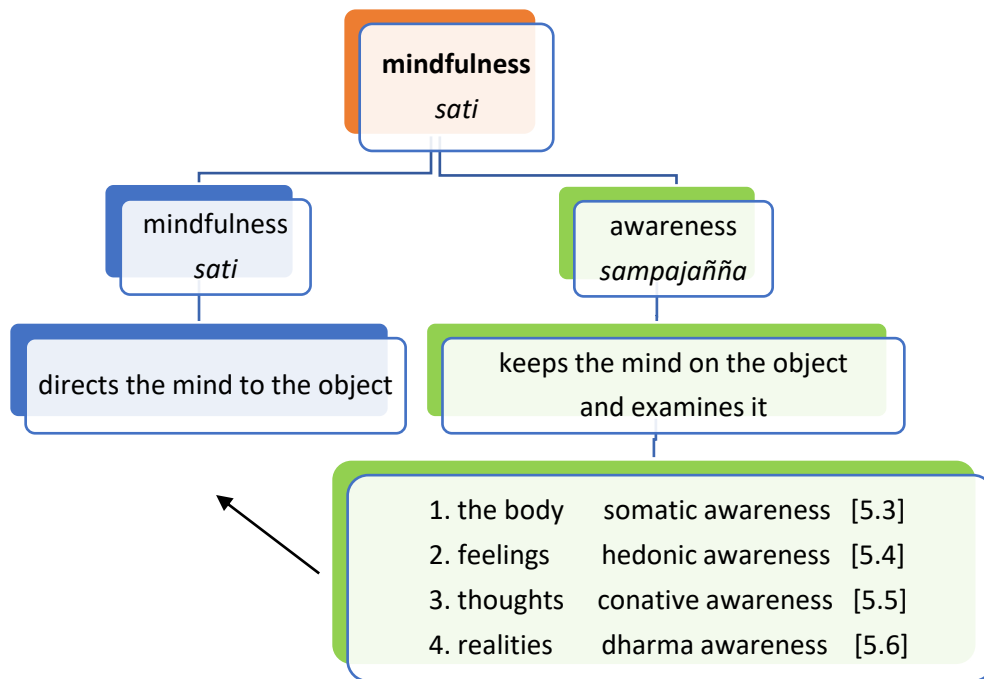 mindfulness
sati
mindfulness
sati
awareness
sampajañña
directs the mind to the object
keeps the mind on the object
and examines it
1. the body somatic awareness [5.3]
2. feelings hedonic awareness [5.4]
3. thoughts conative awareness [5.5]
4. realities dharma awareness [5.6]